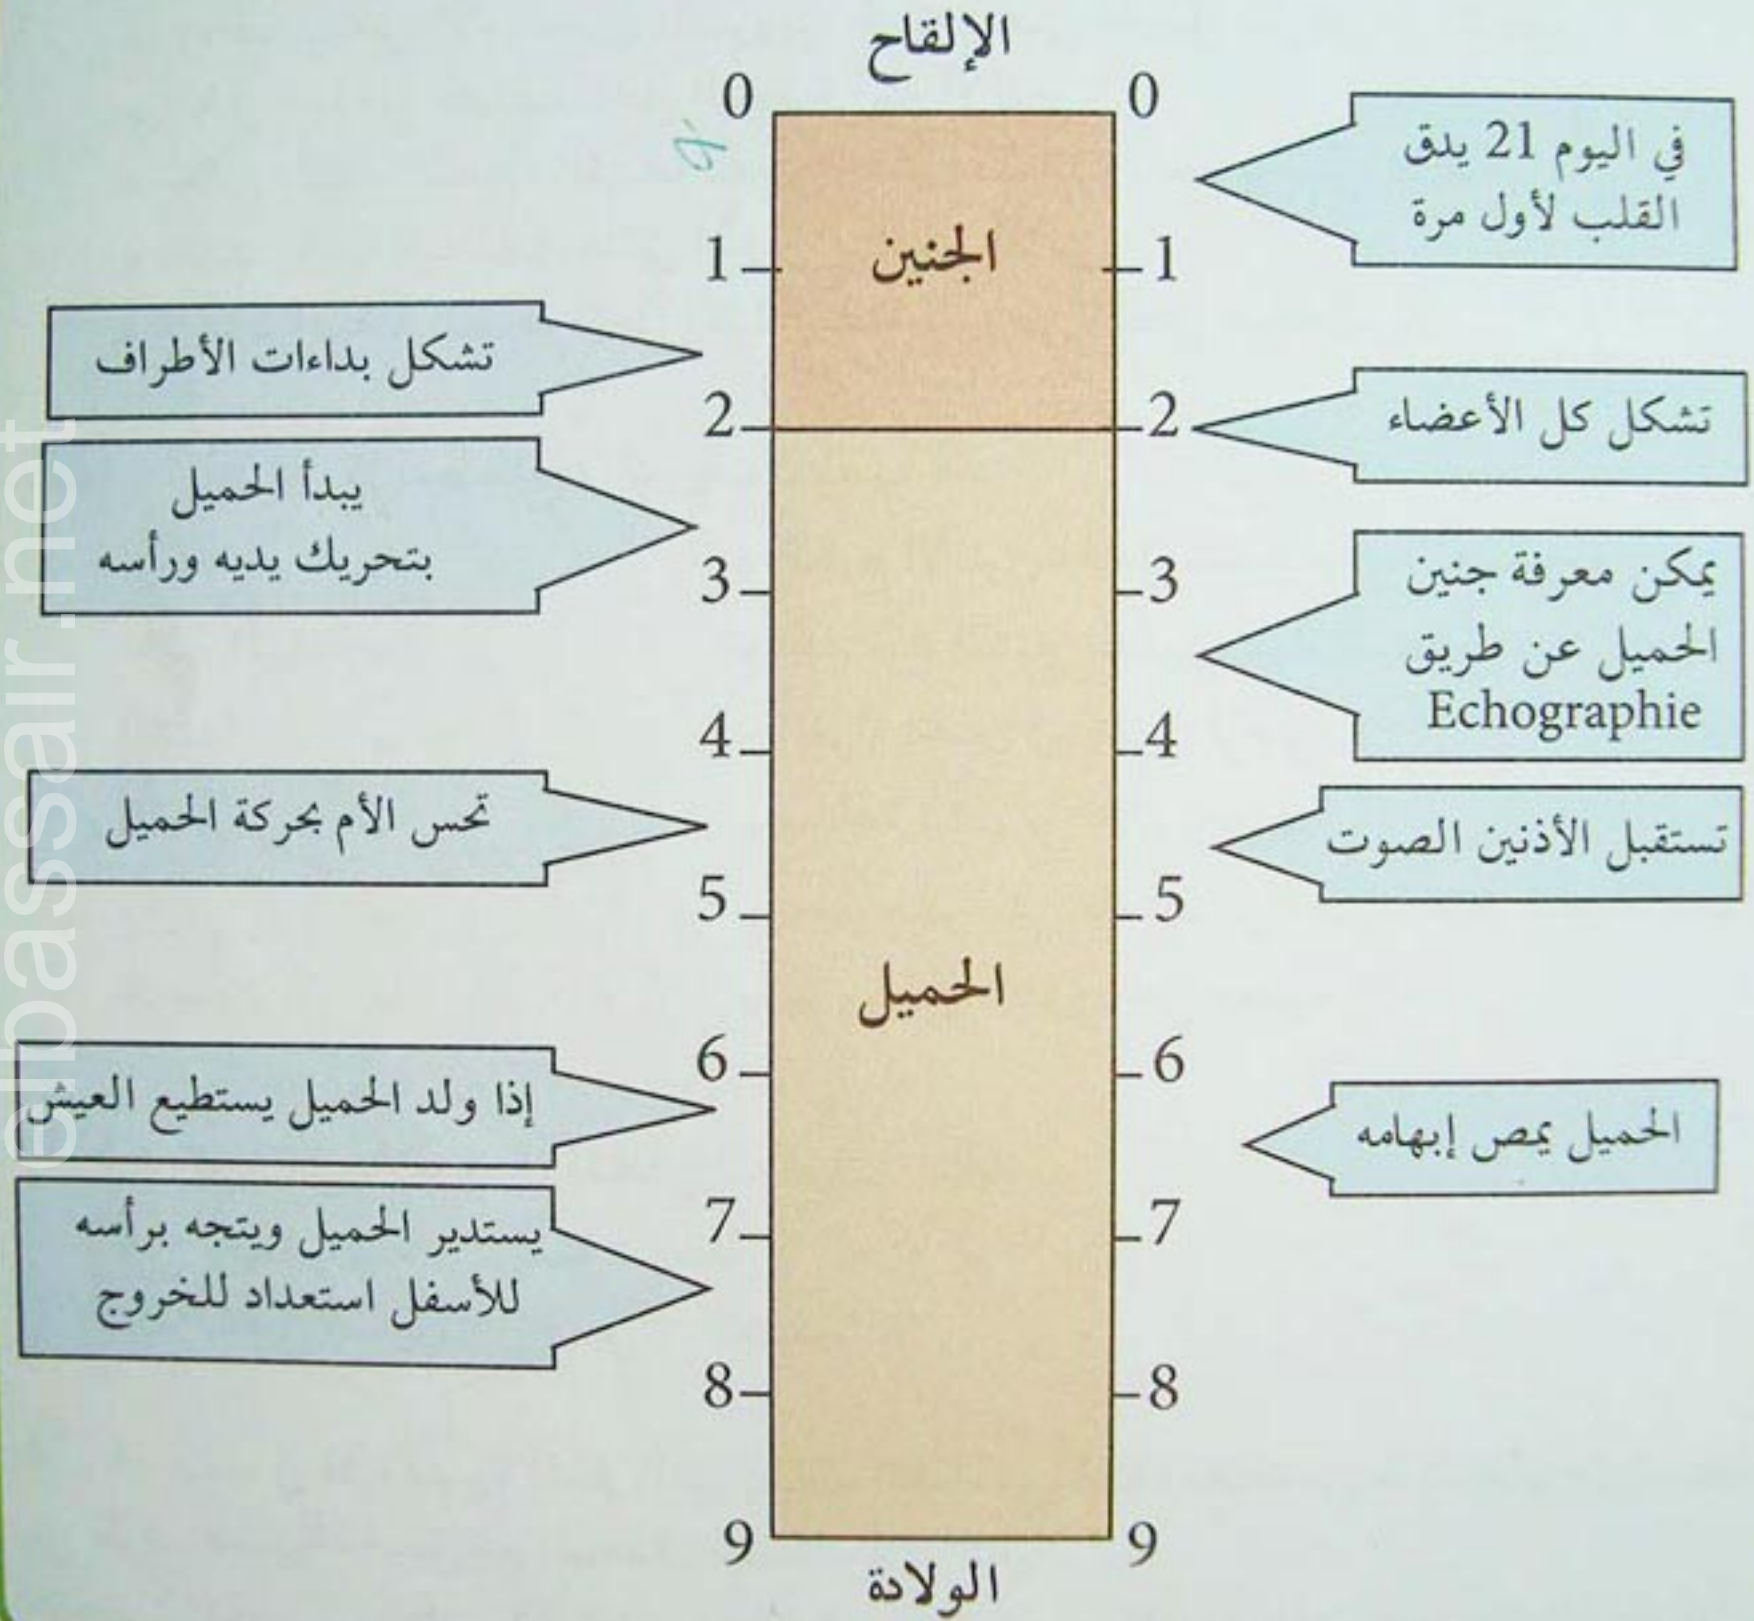 الإلقاح
0 0
في اليوم 21 يدق
القلب لأول مرة
1 1
الجنين
تشكل بداءات الأطراف
2 2
تشكل كل الأعضاء
يبدأ الحميل
بتحريك يديه ورأسه
3 3
يمكن معرفة جنين
الحميل عن طريق
Echographie
4 4
تحس الأم بحركة الحميل
تستقبل الأذنين الصوت
5 5
الحميل
6 6
إذا ولد الحميل يستطيع العيش
الحميل يمص إبهامه
7 7
يستدير الحميل ويتجه برأسه
للأسفل استعداد للخروج
8 8
9 9
الولادة
elbassair.net